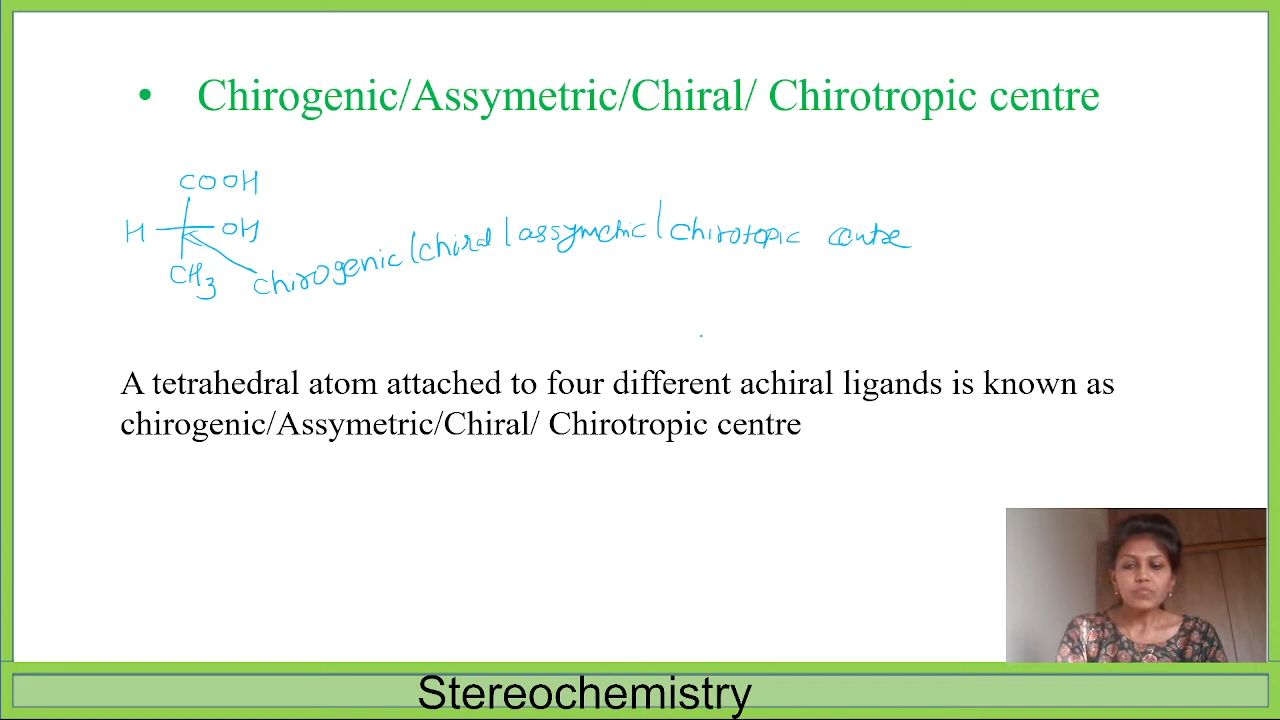 • Chirogenic/Assymetric/Chiral/ Chirotropic centre
COOH
H OH
CH3
chirogenic/chiral/assymetric/chirotopic centre
A tetrahedral atom attached to four different achiral ligands is known as
chirogenic/Assymetric/Chiral/ Chirotropic centre
Stereochemistry